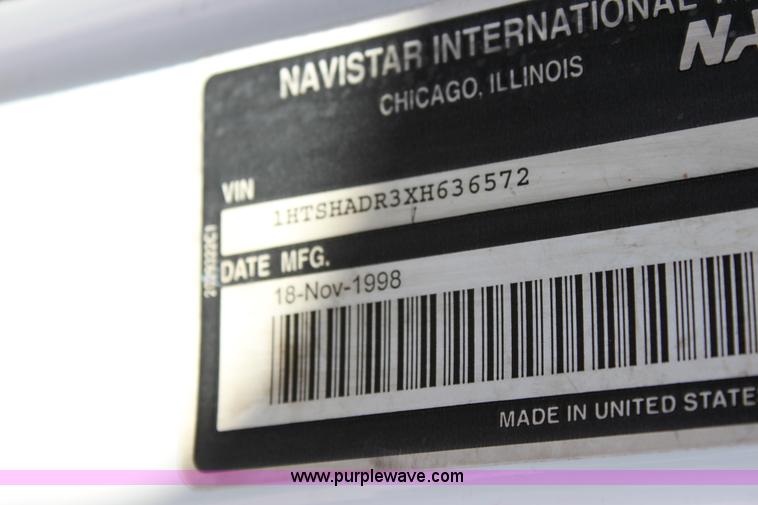 NAVISTAR INTERNATIONAL
CHICAGO, ILLINOIS
VIN
1HTSHADR3XH636572
DATE MFG.
18-Nov-1998
MADE IN UNITED STATE
www.purplewave.com